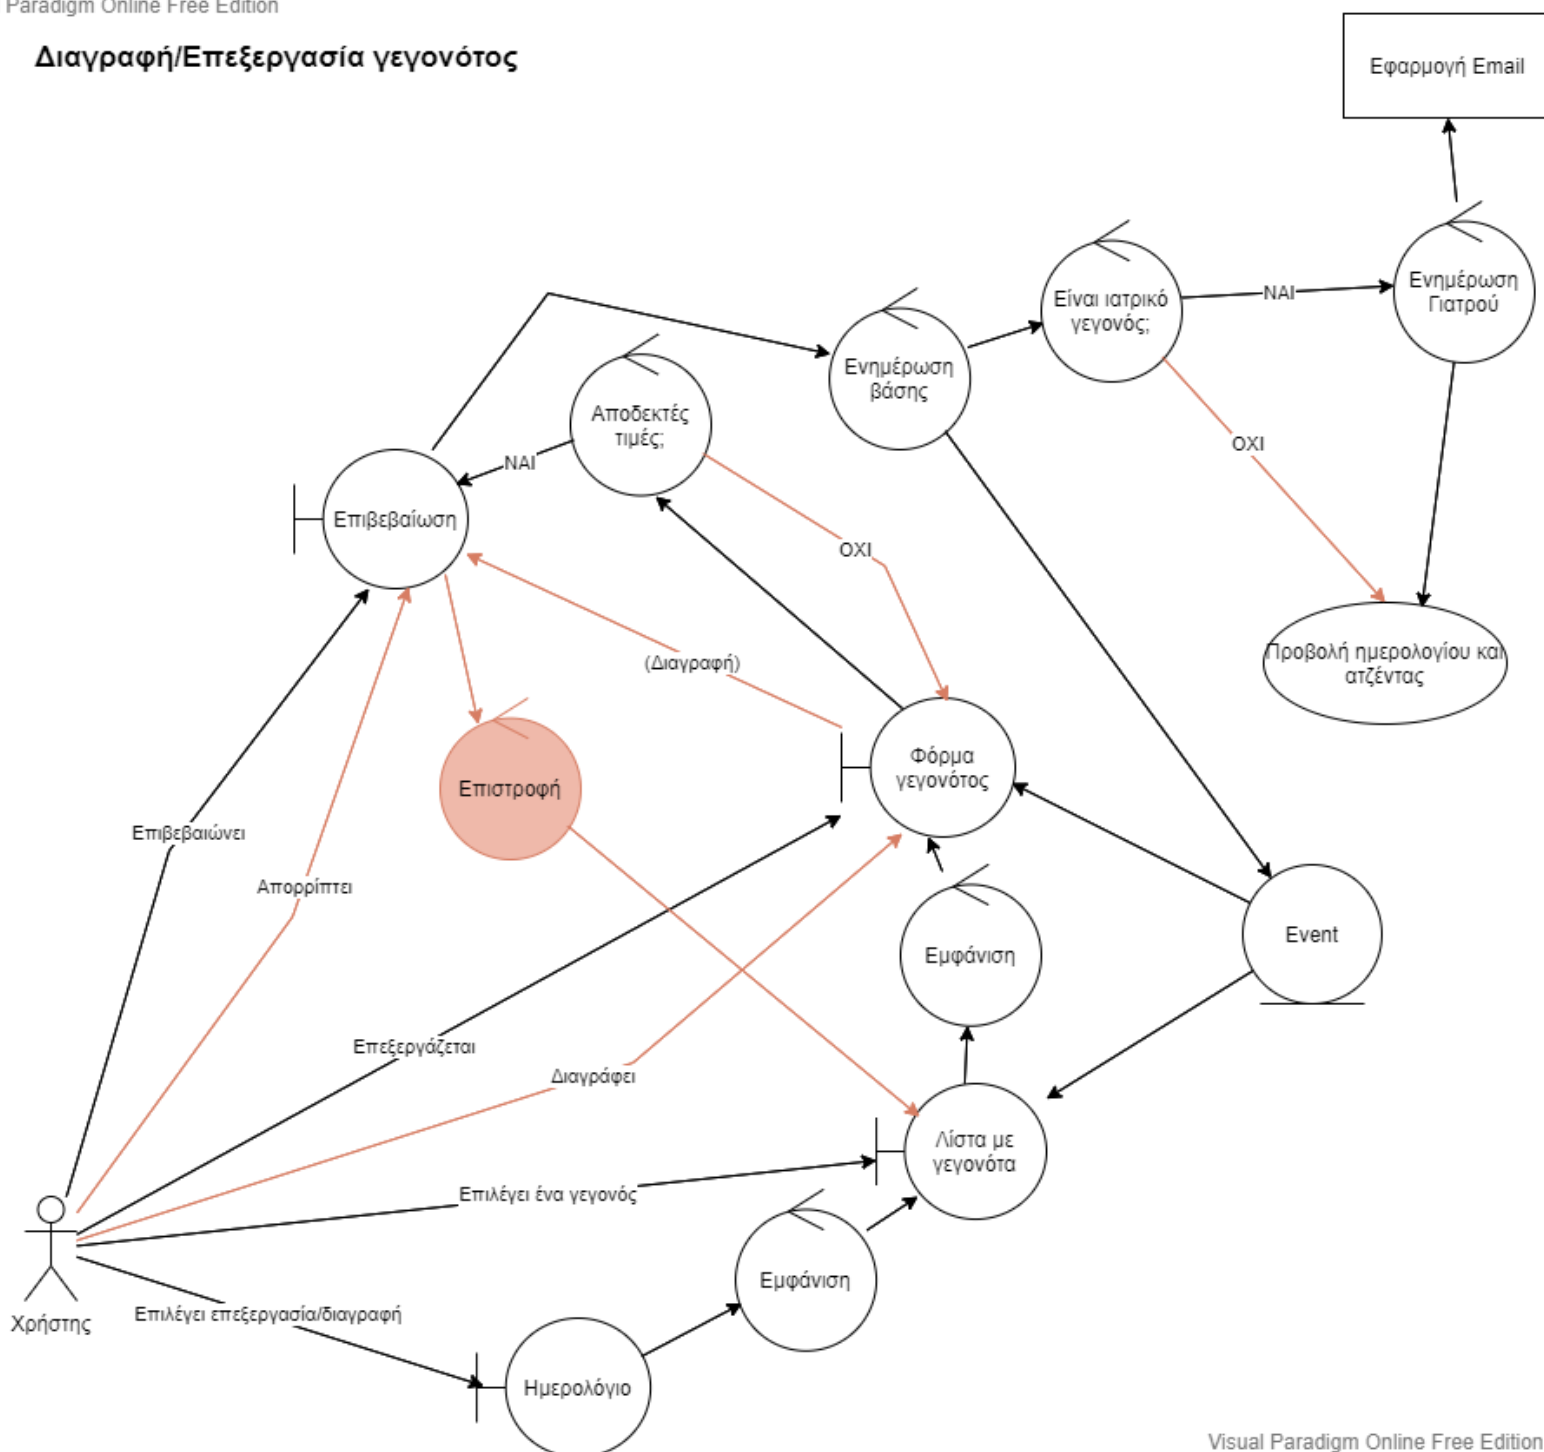 Paradigm Online Free Edition
Διαγραφή/Επεξεργασία γεγονότος
Εφαρμογή Email
Ενημέρωση
Γιατρού
Είναι ιατρικό
γεγονός;
ΝΑΙ
Ενημέρωση
βάσης
Αποδεκτές
τιμές;
ΝΑΙ
ΟΧΙ
Επιβεβαίωση
ΟΧΙ
(Διαγραφή)
Προβολή ημερολογίου και
ατζέντας
Φόρμα
γεγονότος
Επιστροφή
Επιβεβαιώνει
Απορρίπτει
Event
Εμφάνιση
Επεξεργάζεται
Διαγράφει
Λίστα με
γεγονότα
Επιλέγει ένα γεγονός
Εμφάνιση
Επιλέγει επεξεργασία/διαγραφή
Χρήστης
Ημερολόγιο
Visual Paradigm Online Free Edition